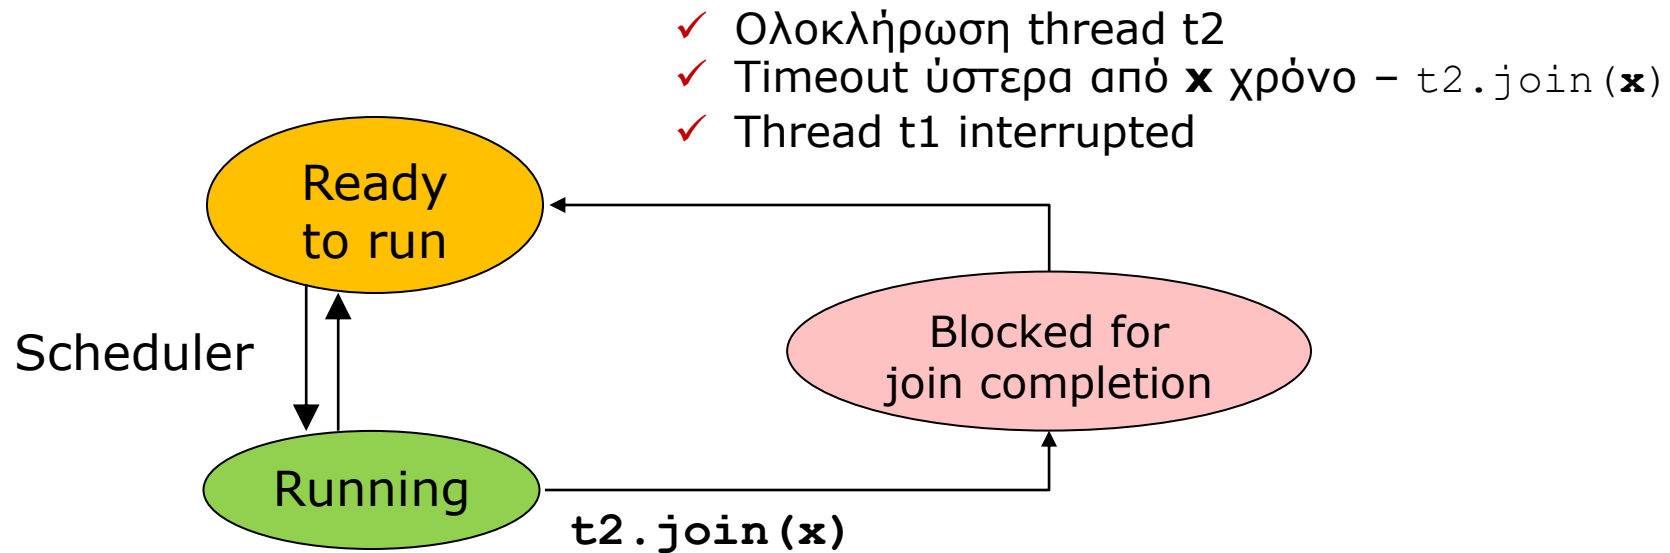 ✓ Ολοκλήρωση thread t2
✓ Timeout ύστερα από x χρόνο – t2.join(x)
✓ Thread t1 interrupted
Ready
to run
Blocked for
join completion
Scheduler
Running
t2.join(x)